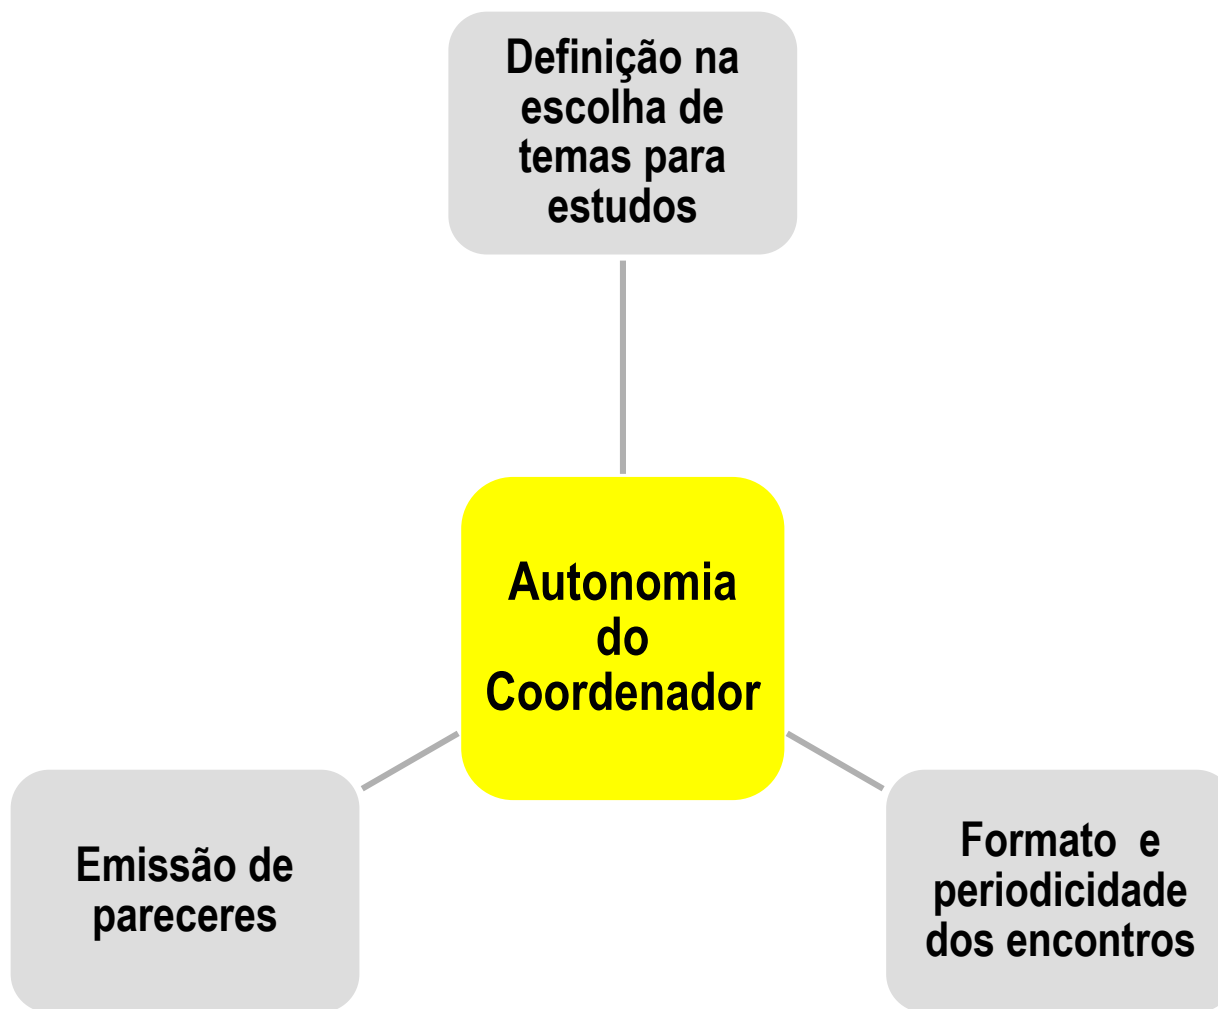 Definição na
escolha de
temas para
estudos
Autonomia
do
Coordenador
Emissão de
pareceres
Formato  e
periodicidade
dos encontros